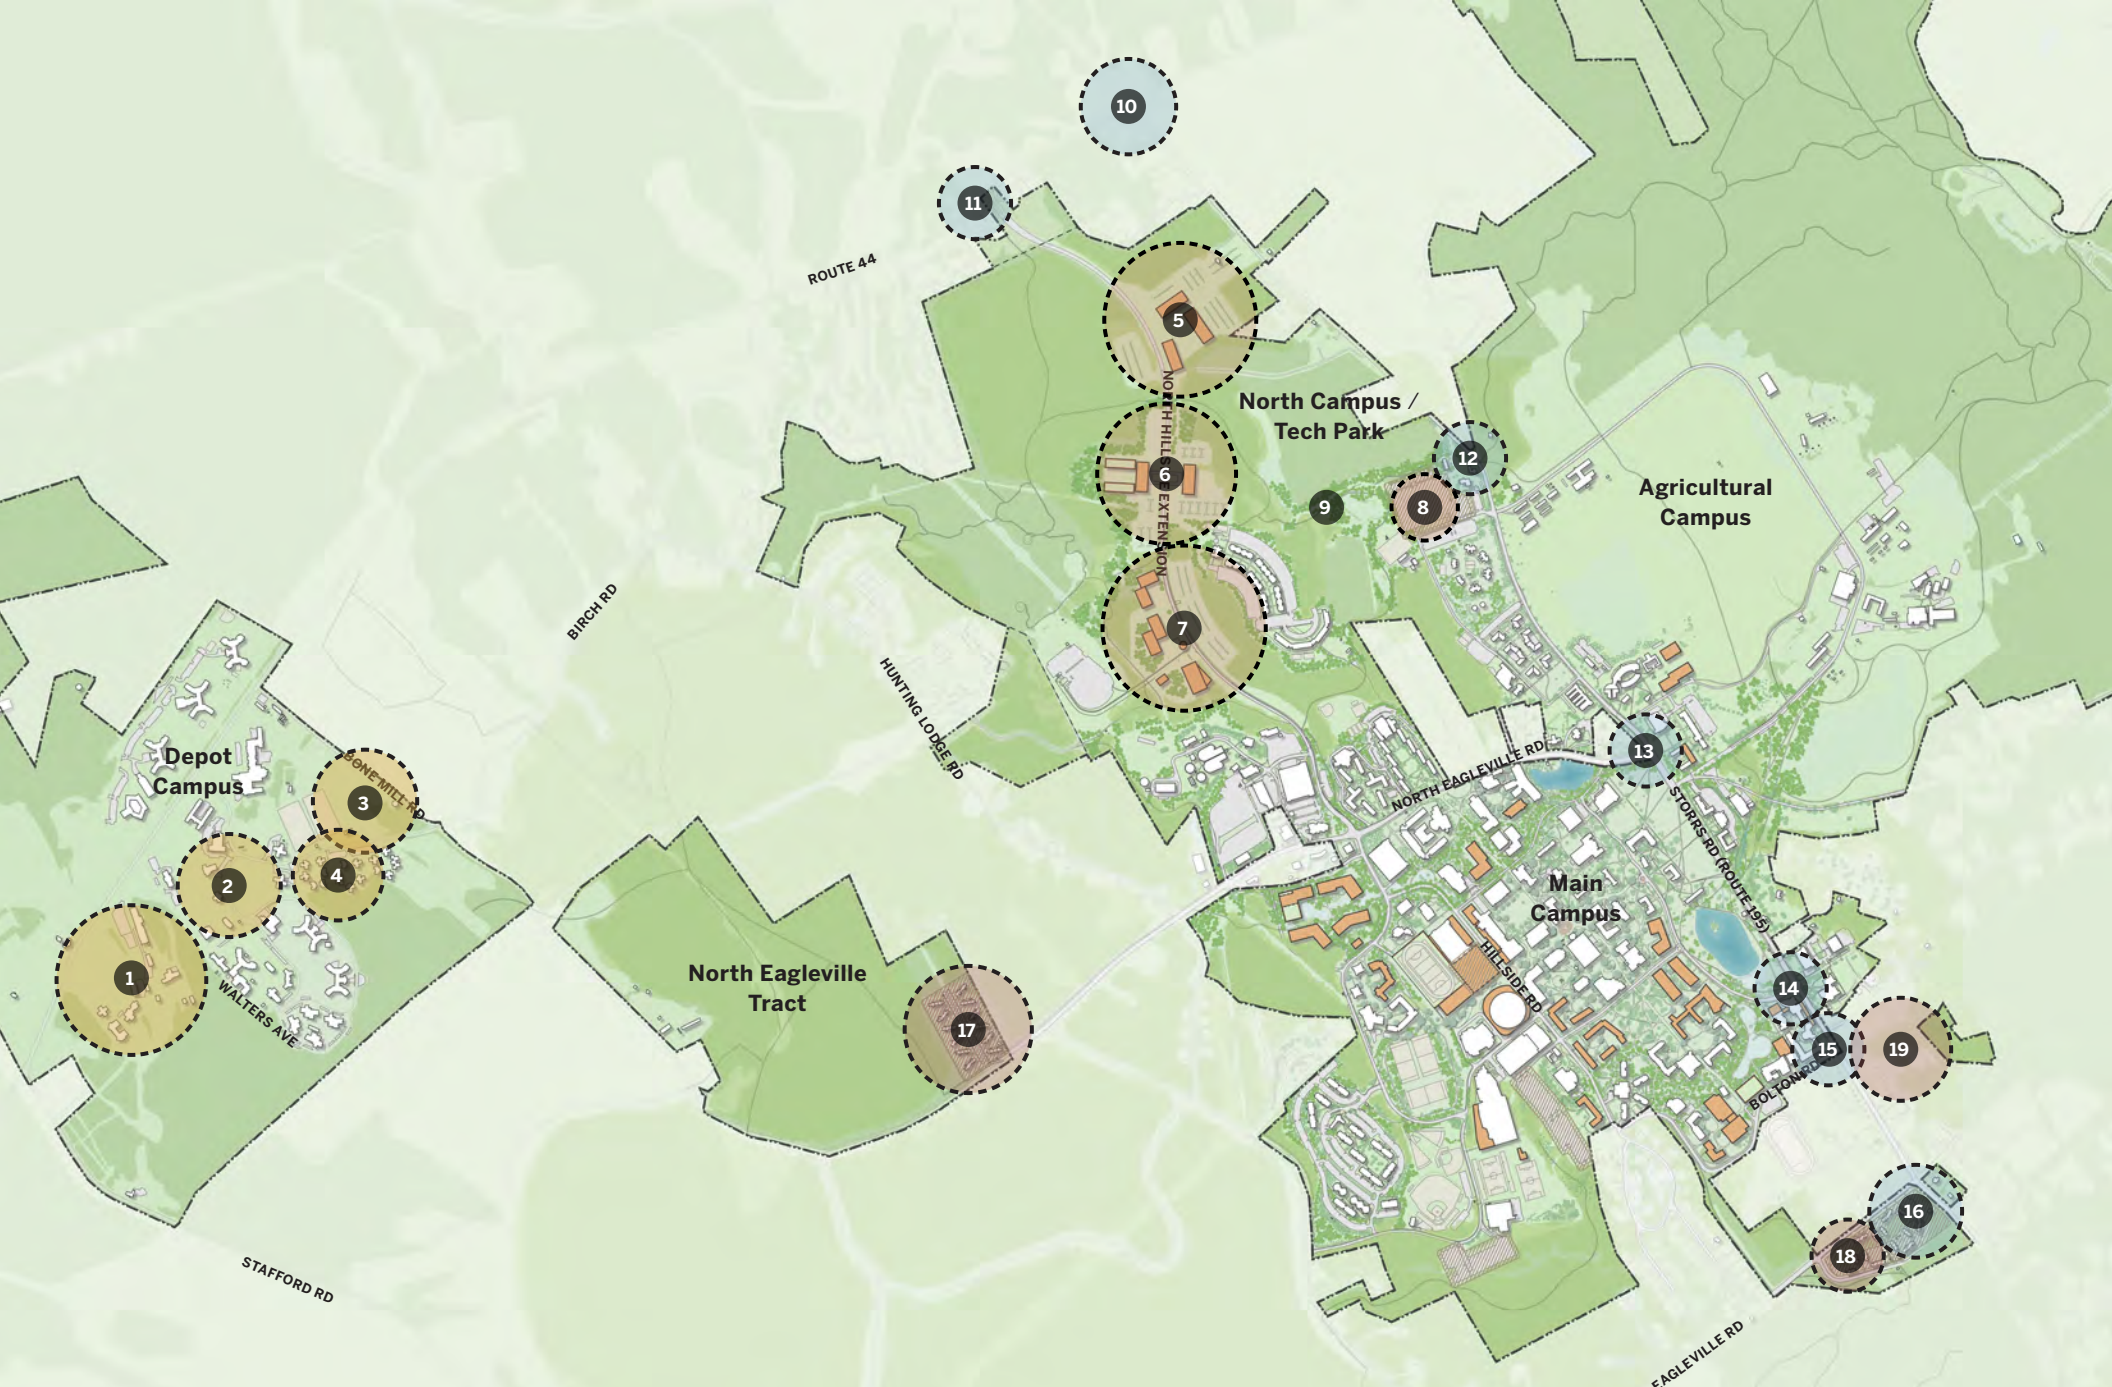 10
11
ROUTE 44
5
NORTH HILLSIDE EXTENSION
North Campus /
Tech Park
6
12
8
9
Agricultural
Campus
BIRCH RD
7
HUNTING LODGE RD
Depot
Campus
BONE MILL RD
3
NORTH EAGLEVILLE RD
13
STORRS RD (ROUTE 195)
2
4
Main
Campus
1
WALTERS AVE
North Eagleville
Tract
17
HILLSIDE RD
14
15
19
BOLTON RD
16
18
STAFFORD RD
EAGLEVILLE RD